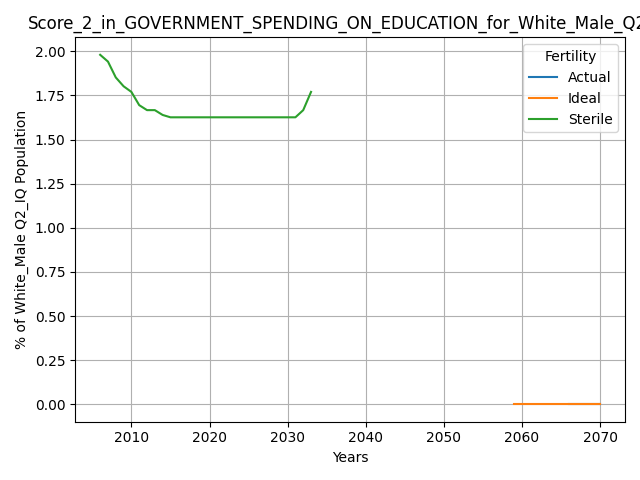 Score_2_in_GOVERNMENT_SPENDING_ON_EDUCATION_for_White_Male_Q2
Fertility
Actual
Ideal
Sterile
% of White_Male Q2_IQ Population
2.00
1.75
1.50
1.25
1.00
0.75
0.50
0.25
0.00
2010 2020 2030 2040 2050 2060 2070
Years